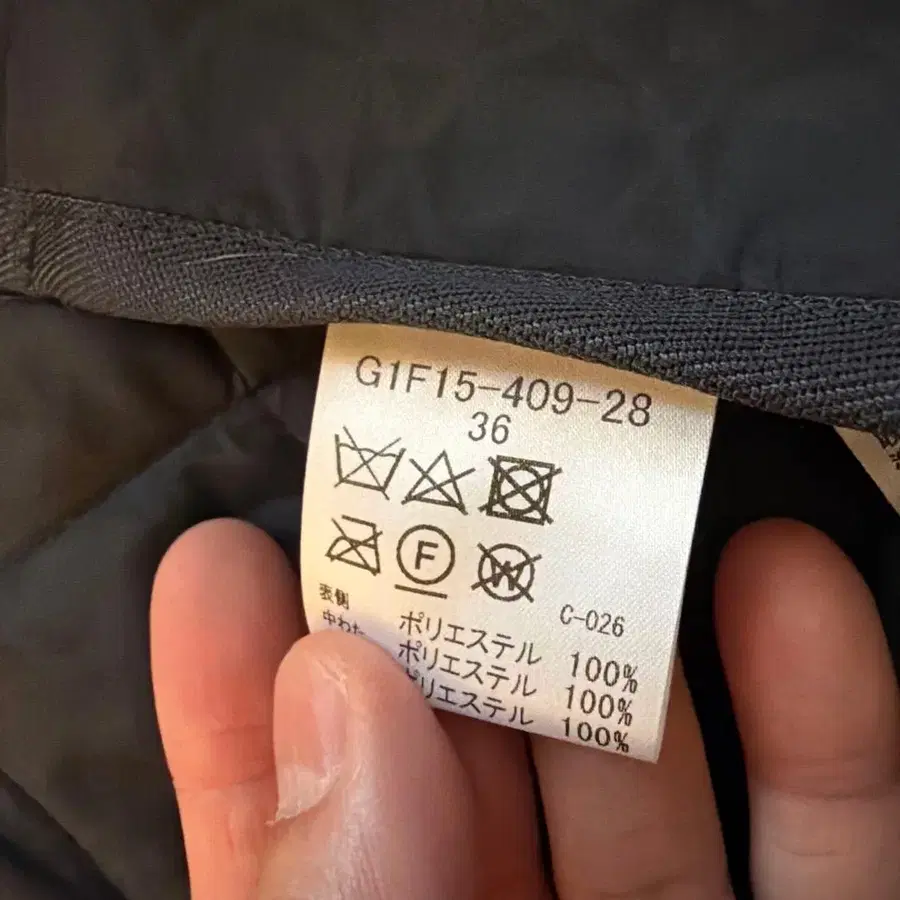 G1F15-409-28
36
F
W
C-026
表側 ポリエステル 100%
中わた ポリエステル 100%
ポリエステル 100%